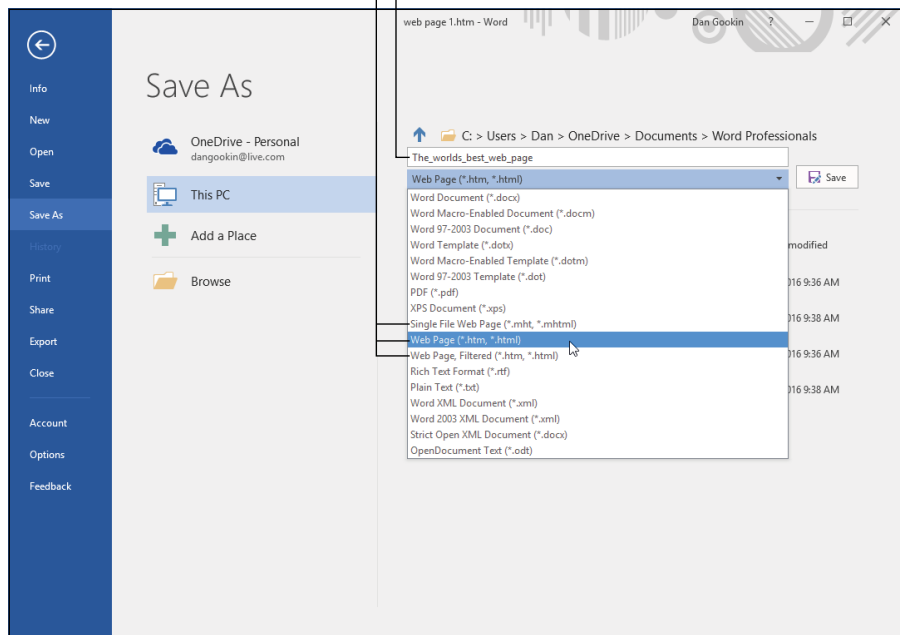 web page 1.htm - Word
Dan Gookin
?
Info
New
Open
Save
Save As
History
Print
Share
Export
Close
Account
Options
Feedback
Save As
OneDrive - Personal
dangookin@live.com
This PC
Add a Place
Browse
C: > Users > Dan > OneDrive > Documents > Word Professionals
The_worlds_best_web_page
Web Page (*.htm, *.html)
Save
Word Document (*.docx)
Word Macro-Enabled Document (*.docm)
Word 97-2003 Document (*.doc)
Word Template (*.dotx)
Word Macro-Enabled Template (*.dotm)
Word 97-2003 Template (*.dot)
PDF (*.pdf)
XPS Document (*.xps)
Single File Web Page (*.mht, *.mhtml)
Web Page (*.htm, *.html)
Web Page, Filtered (*.htm, *.html)
Rich Text Format (*.rtf)
Plain Text (*.txt)
Word XML Document (*.xml)
Word 2003 XML Document (*.xml)
Strict Open XML Document (*.docx)
OpenDocument Text (*.odt)
modified
016 9:36 AM
016 9:38 AM
016 9:36 AM
016 9:38 AM